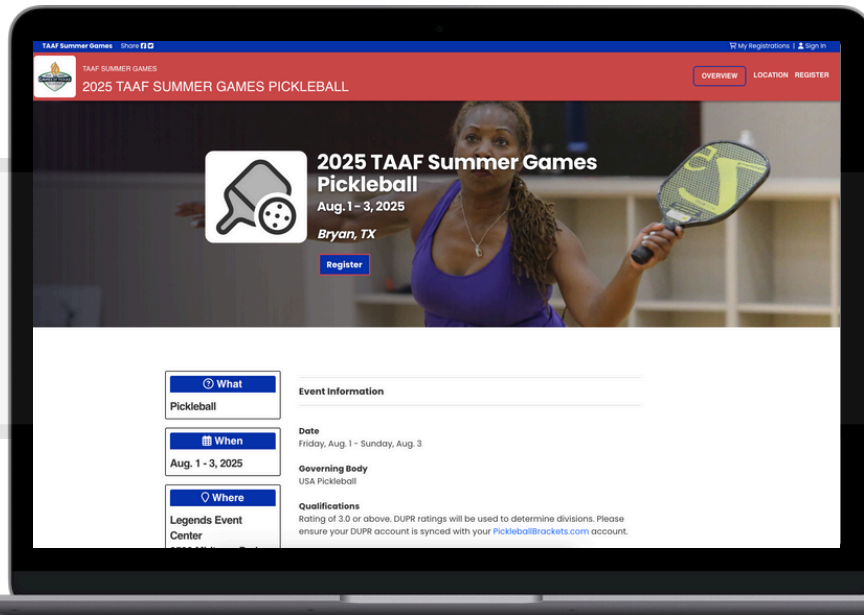 TAAF Summer Games Share
My Registrations | Sign In
TAAF SUMMER GAMES
2025 TAAF SUMMER GAMES PICKLEBALL
OVERVIEW LOCATION REGISTER
2025 TAAF Summer Games
Pickleball
Aug. 1 - 3, 2025
Bryan, TX
Register
What
Pickleball
When
Aug. 1 - 3, 2025
Where
Legends Event
Center
Event Information
Date
Friday, Aug. 1 - Sunday, Aug. 3
Governing Body
USA Pickleball
Qualifications
Rating of 3.0 or above. DUPR ratings will be used to determine divisions. Please
ensure your DUPR account is synced with your PickleballBrackets.com account.